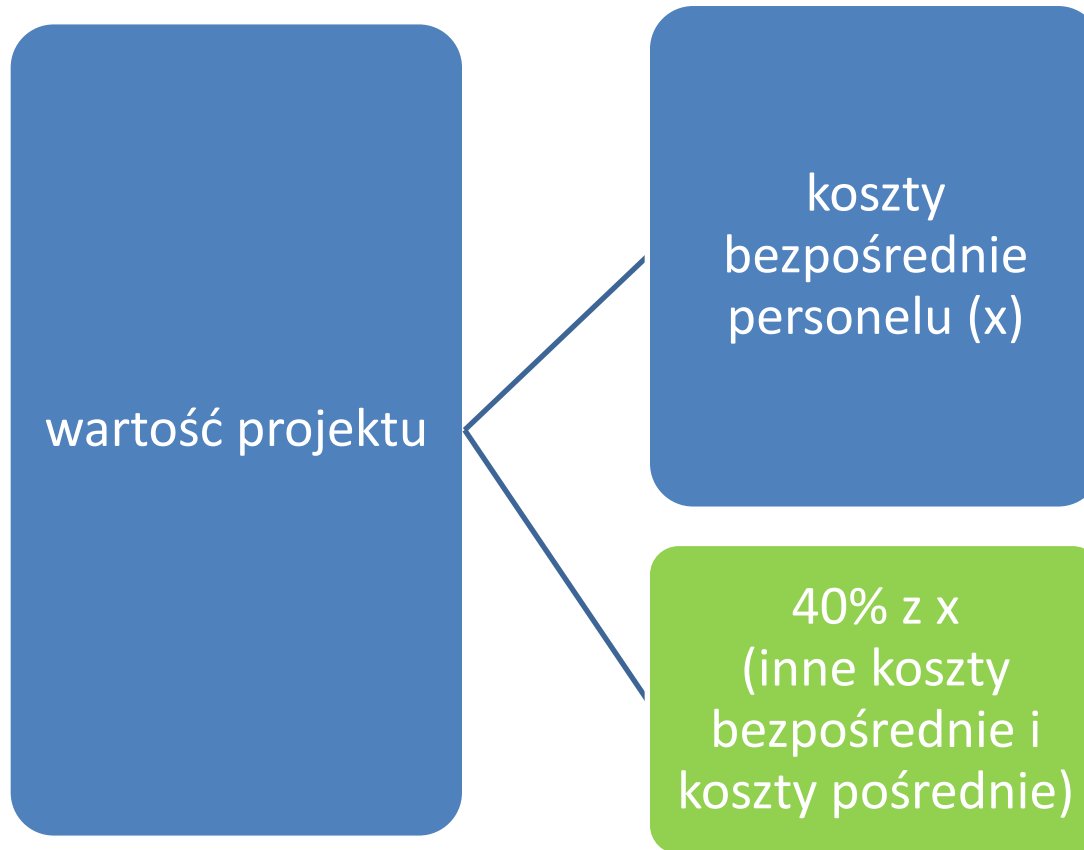 wartość projektu
koszty
bezpośrednie
personelu (x)
40% z x
(inne koszty
bezpośrednie i
koszty pośrednie)